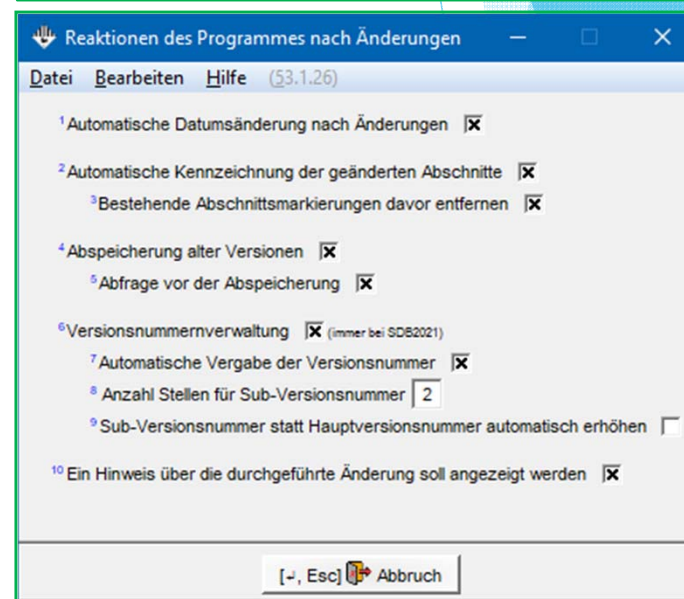 Reaktionen des Programmes nach Änderungen
Datei Bearbeiten Hilfe (53.1.26)
1 Automatische Datumsänderung nach Änderungen
2 Automatische Kennzeichnung der geänderten Abschnitte
3 Bestehende Abschnittsmarkierungen davor entfernen
4 Abspeicherung alter Versionen
5 Abfrage vor der Abspeicherung
6 Versionsnummernverwaltung (immer bei SDB2021)
7 Automatische Vergabe der Versionsnummer
8 Anzahl Stellen für Sub-Versionsnummer 2
9 Sub-Versionsnummer statt Hauptversionsnummer automatisch erhöhen
10 Ein Hinweis über die durchgeführte Änderung soll angezeigt werden
[↵, Esc] Abbruch